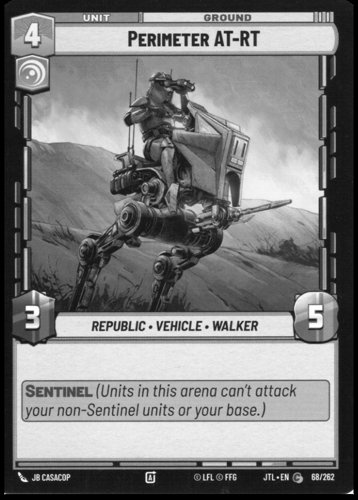 UNIT
GROUND
4
PERIMETER AT-RT
3
5
REPUBLIC • VEHICLE • WALKER
SENTINEL (Units in this arena can't attack
your non-Sentinel units or your base.)
JB CASACOP
© LFL © FFG
JTL • EN
C
68/262